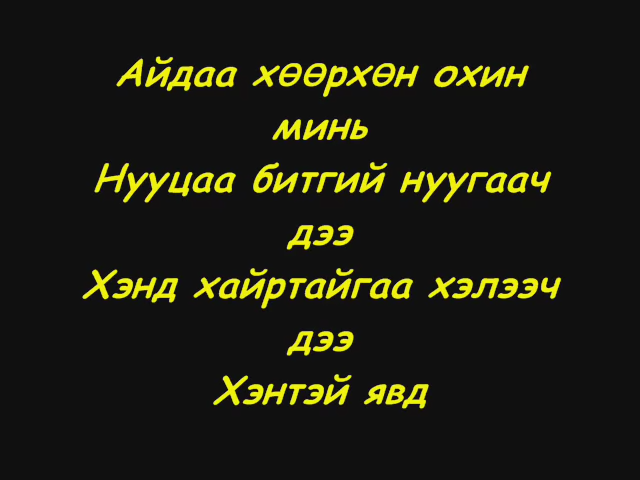 Айдаа хөөрхөн охин
минь
Нууцаа битгий нуугаач
дээ
Хэнд хайртайгаа хэлээч
дээ
Хэнтэй явд